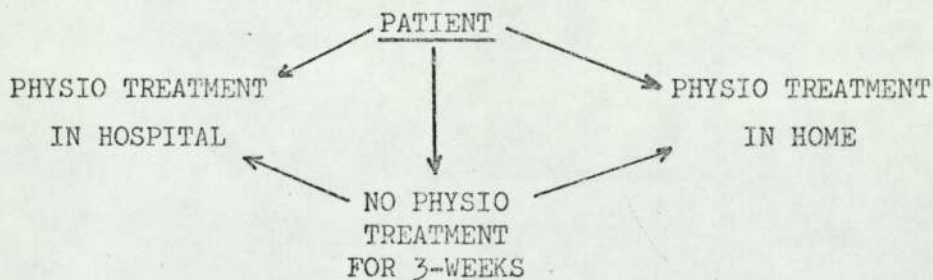 PATIENT
PHYSIO TREATMENT
IN HOSPITAL
PHYSIO TREATMENT
IN HOME
NO PHYSIO
TREATMENT
FOR 3-WEEKS